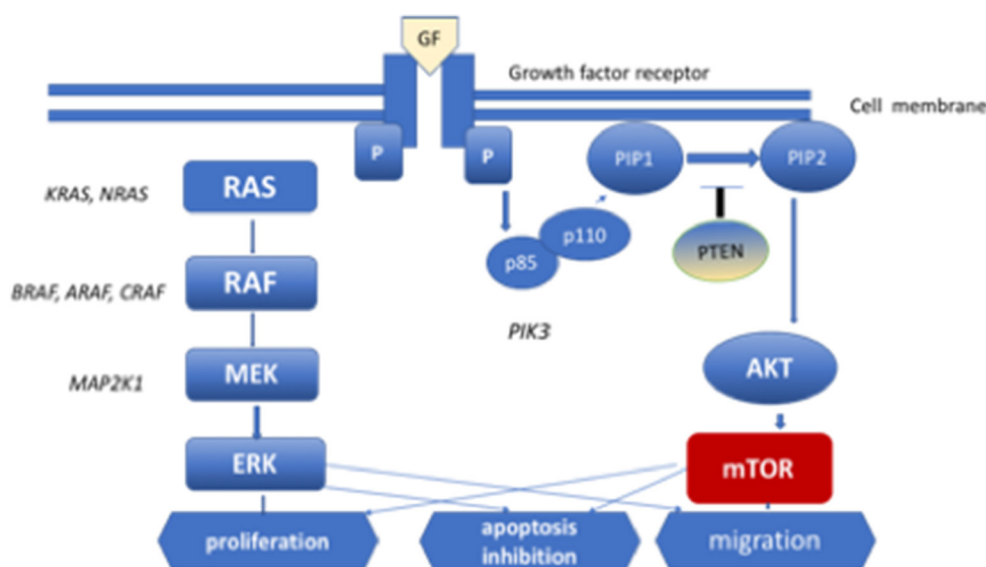 GF
Growth factor receptor
Cell membrane
P
P
PIP1
PIP2
RAS
KRAS, NRAS
p110
PTEN
p85
RAF
BRAF, ARAF, CRAF
PIK3
MEK
MAP2K1
AKT
ERK
mTOR
proliferation
apoptosis
inhibition
migration